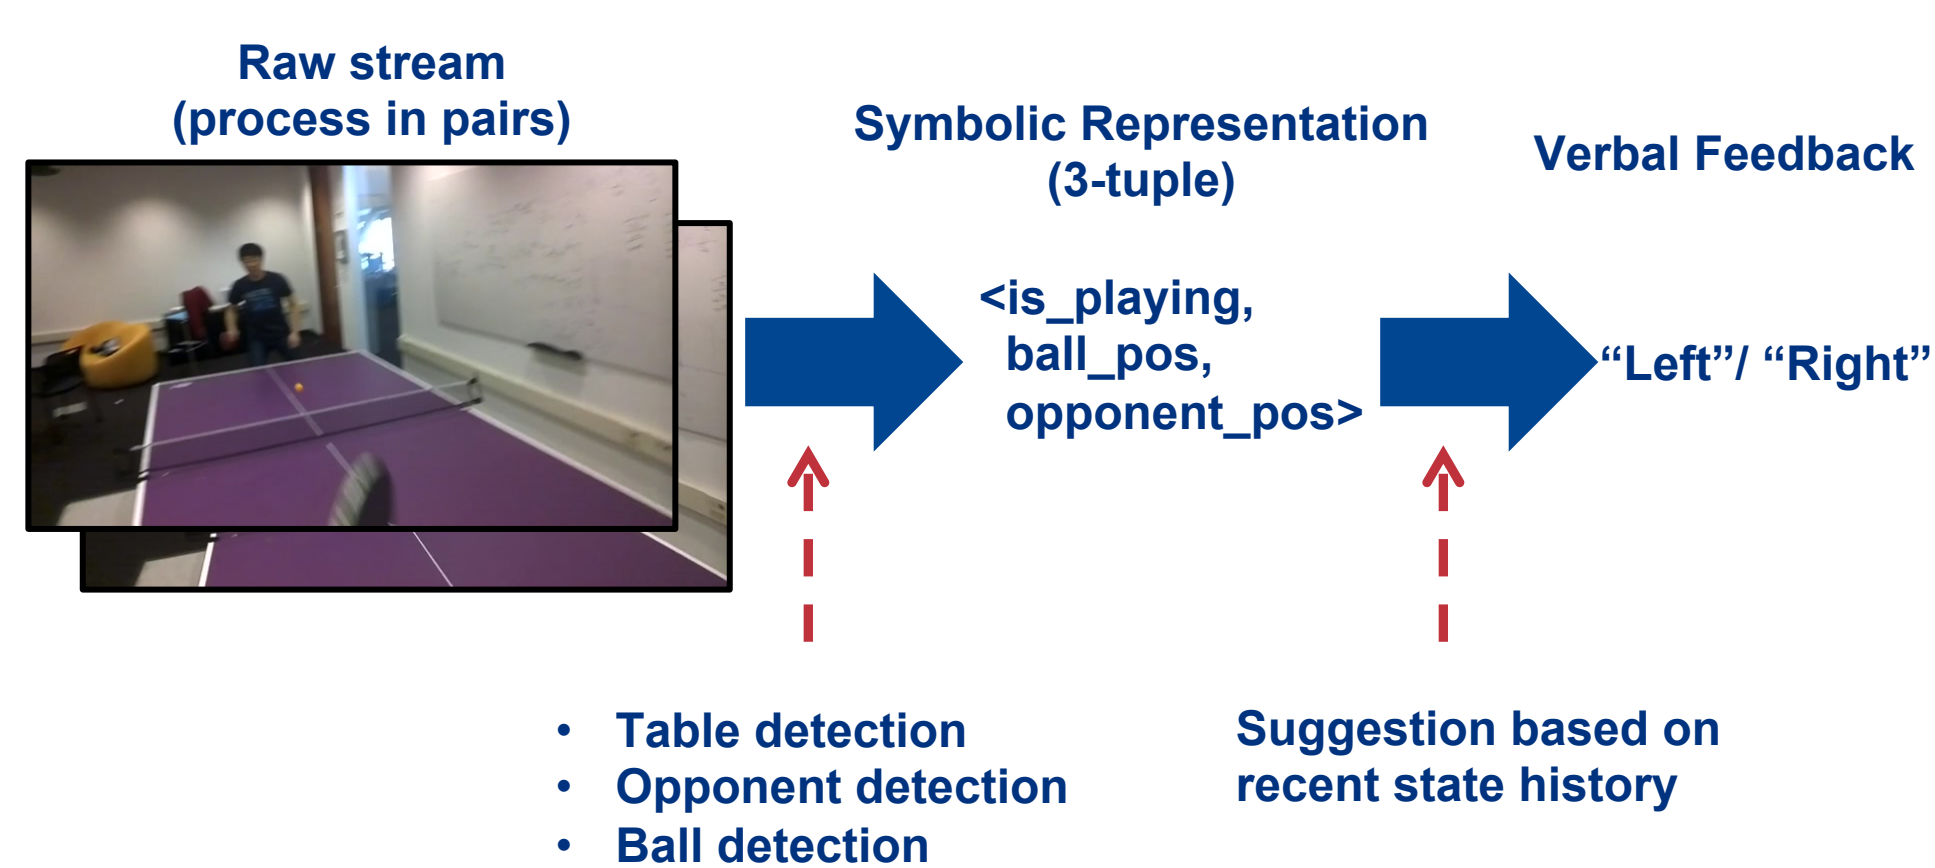 Raw stream
(process in pairs)
Symbolic Representation
(3-tuple)
Verbal Feedback
<is_playing,
ball_pos,
opponent_pos>
“Left”/ “Right”
• Table detection
• Opponent detection
• Ball detection
Suggestion based on
recent state history